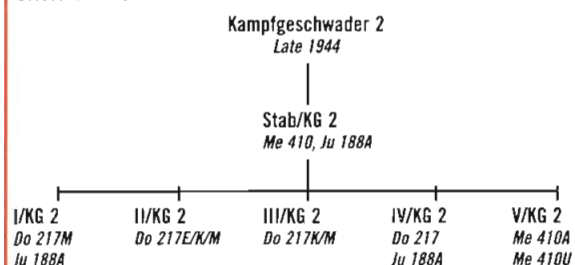 Kampfgeschwader 2
Late 1944
Stab/KG 2
Me 410, Ju 188A
I/KG 2
Do 217M
Ju 188A
II/KG 2
Do 217E/K/M
III/KG 2
Do 217K/M
IV/KG 2
Do 217
Ju 188A
V/KG 2
Me 410A
Me 410U